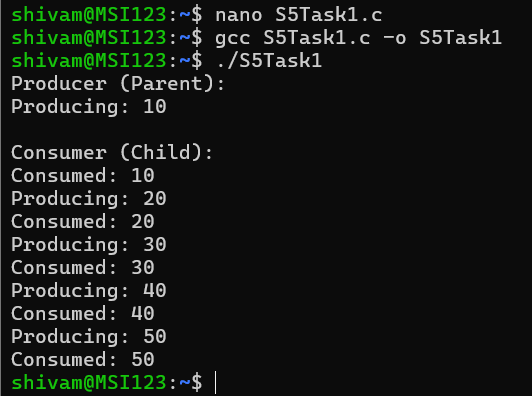 shivam@MSI123:~$ nano S5Task1.c
shivam@MSI123:~$ gcc S5Task1.c -o S5Task1
shivam@MSI123:~$ ./S5Task1
Producer (Parent):
Producing: 10

Consumer (Child):
Consumed: 10
Producing: 20
Consumed: 20
Producing: 30
Consumed: 30
Producing: 40
Consumed: 40
Producing: 50
Consumed: 50
shivam@MSI123:~$